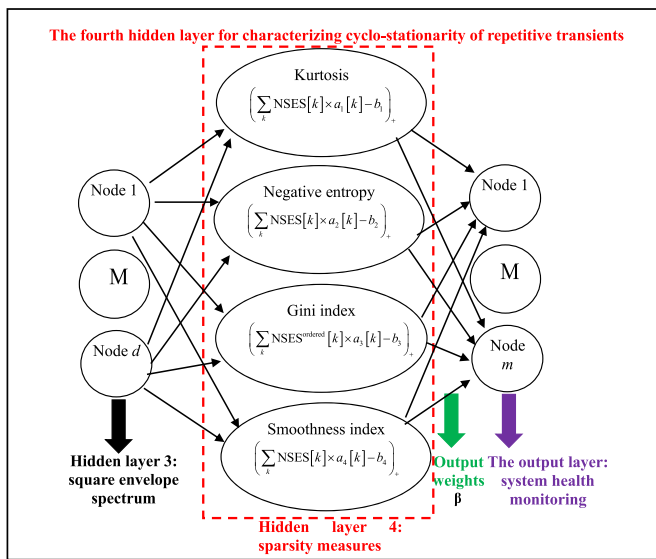 The fourth hidden layer for characterizing cyclo-stationarity of repetitive transients
Kurtosis
(∑ₖ NSES[k]×a₁[k]−b₁)₊
Node 1
Node 1
Negative entropy
(∑ₖ NSES[k]×a₂[k]−b₂)₊
M
M
Gini index
(∑ₖ NSESᵒʳᵈᵉʳᵉᵈ[k]×a₃[k]−b₃)₊
Node d
Node
m
Smoothness index
(∑ₖ NSES[k]×a₄[k]−b₄)₊
Hidden layer 3:
square envelope
spectrum
Output
weights
β
The output layer:
system health
monitoring
Hidden layer 4:
sparsity measures